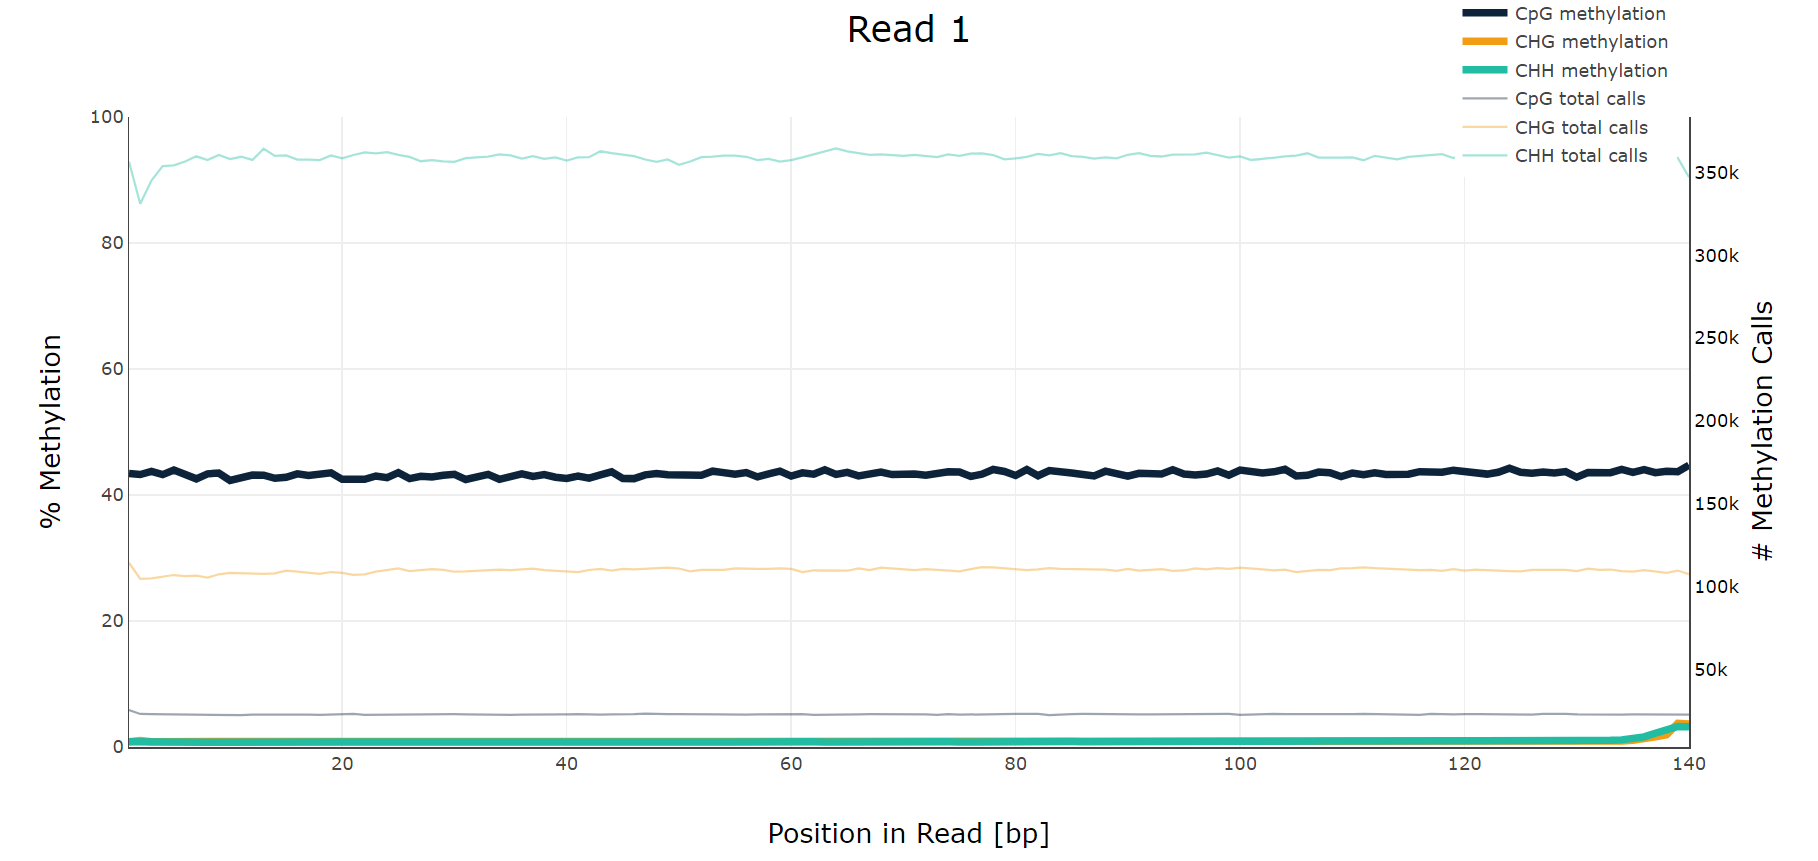 Read 1
CpG methylation
CHG methylation
CHH methylation
CpG total calls
CHG total calls
CHH total calls
100
80
60
40
20
0
% Methylation
350k
300k
250k
200k
150k
100k
50k
# Methylation Calls
20
40
60
80
100
120
140
Position in Read [bp]